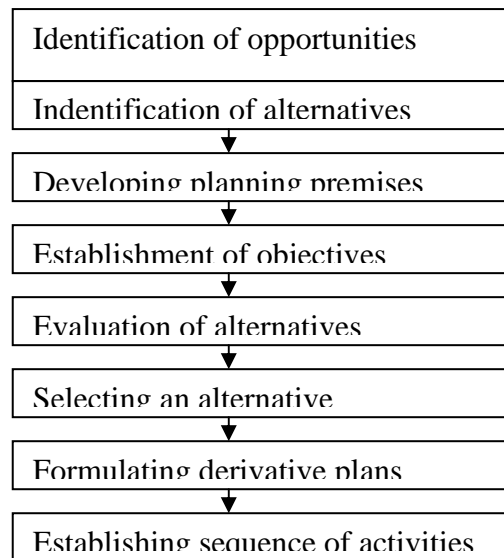 Identification of opportunities
Indentification of alternatives
Developing planning premises
Establishment of objectives
Evaluation of alternatives
Selecting an alternative
Formulating derivative plans
Establishing sequence of activities